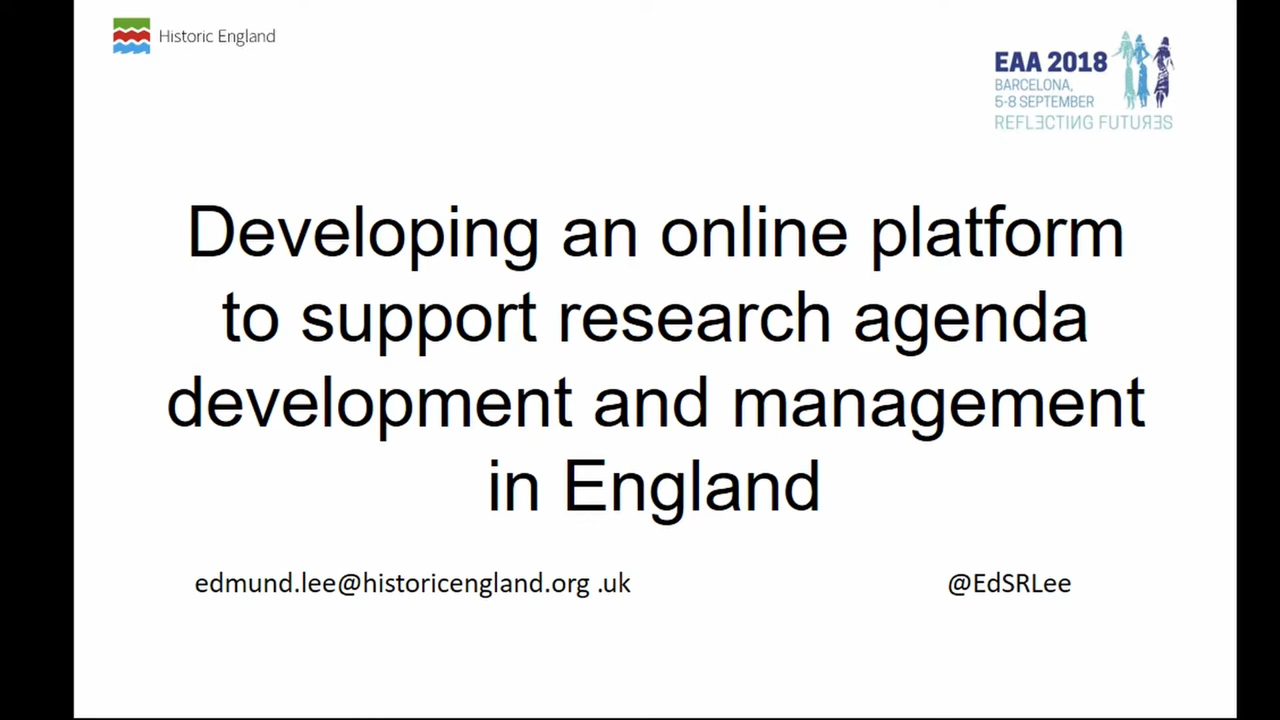 Historic England
EAA 2018
BARCELONA,
5-8 SEPTEMBER
REFLECTING FUTURES
Developing an online platform
to support research agenda
development and management
in England
edmund.lee@historicengland.org .uk
@EdSRLee